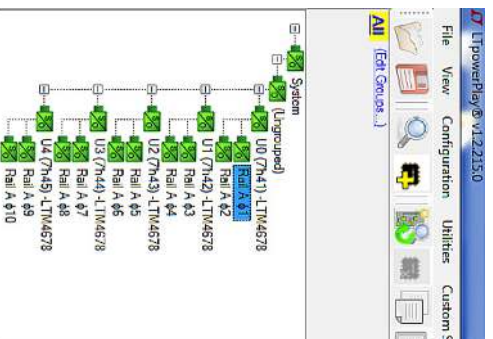 LTpowerPlay® v1.2.215.0
File View Configuration Utilities Custom S
All (Edit Groups...)
System
(Ungrouped)
U0 (7h41) -LTM4678
Rail A ϕ1
Rail A ϕ2
U1 (7h42) -LTM4678
Rail A ϕ3
Rail A ϕ4
U2 (7h43) -LTM4678
Rail A ϕ5
Rail A ϕ6
U3 (7h44) -LTM4678
Rail A ϕ7
Rail A ϕ8
U4 (7h45) -LTM4678
Rail A ϕ9
Rail A ϕ10